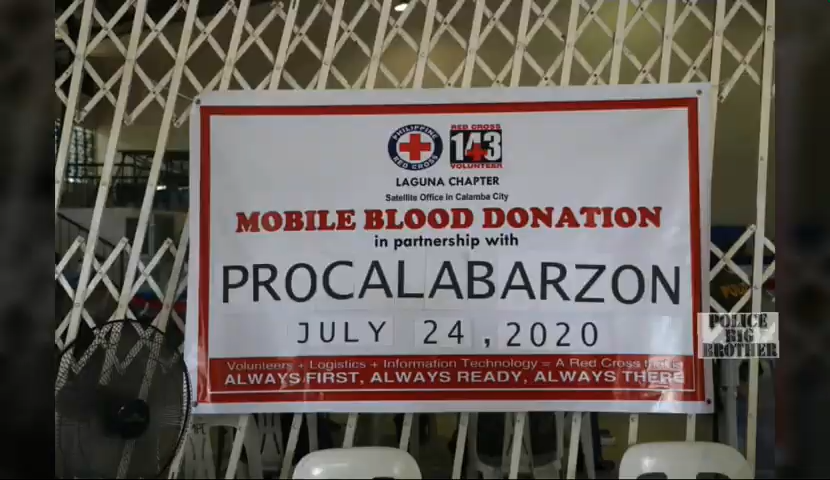 PHILIPPINE
RED CROSS
RED CROSS
143
VOLUNTEER
LAGUNA CHAPTER
Satellite Office in Calamba City
MOBILE BLOOD DONATION
in partnership with
PROCALABARZON
JULY 24, 2020
Volunteers + Logistics + Information Technology = A Red Cross that is
ALWAYS FIRST, ALWAYS READY, ALWAYS THERE
POLICE
BIG
BROTHER